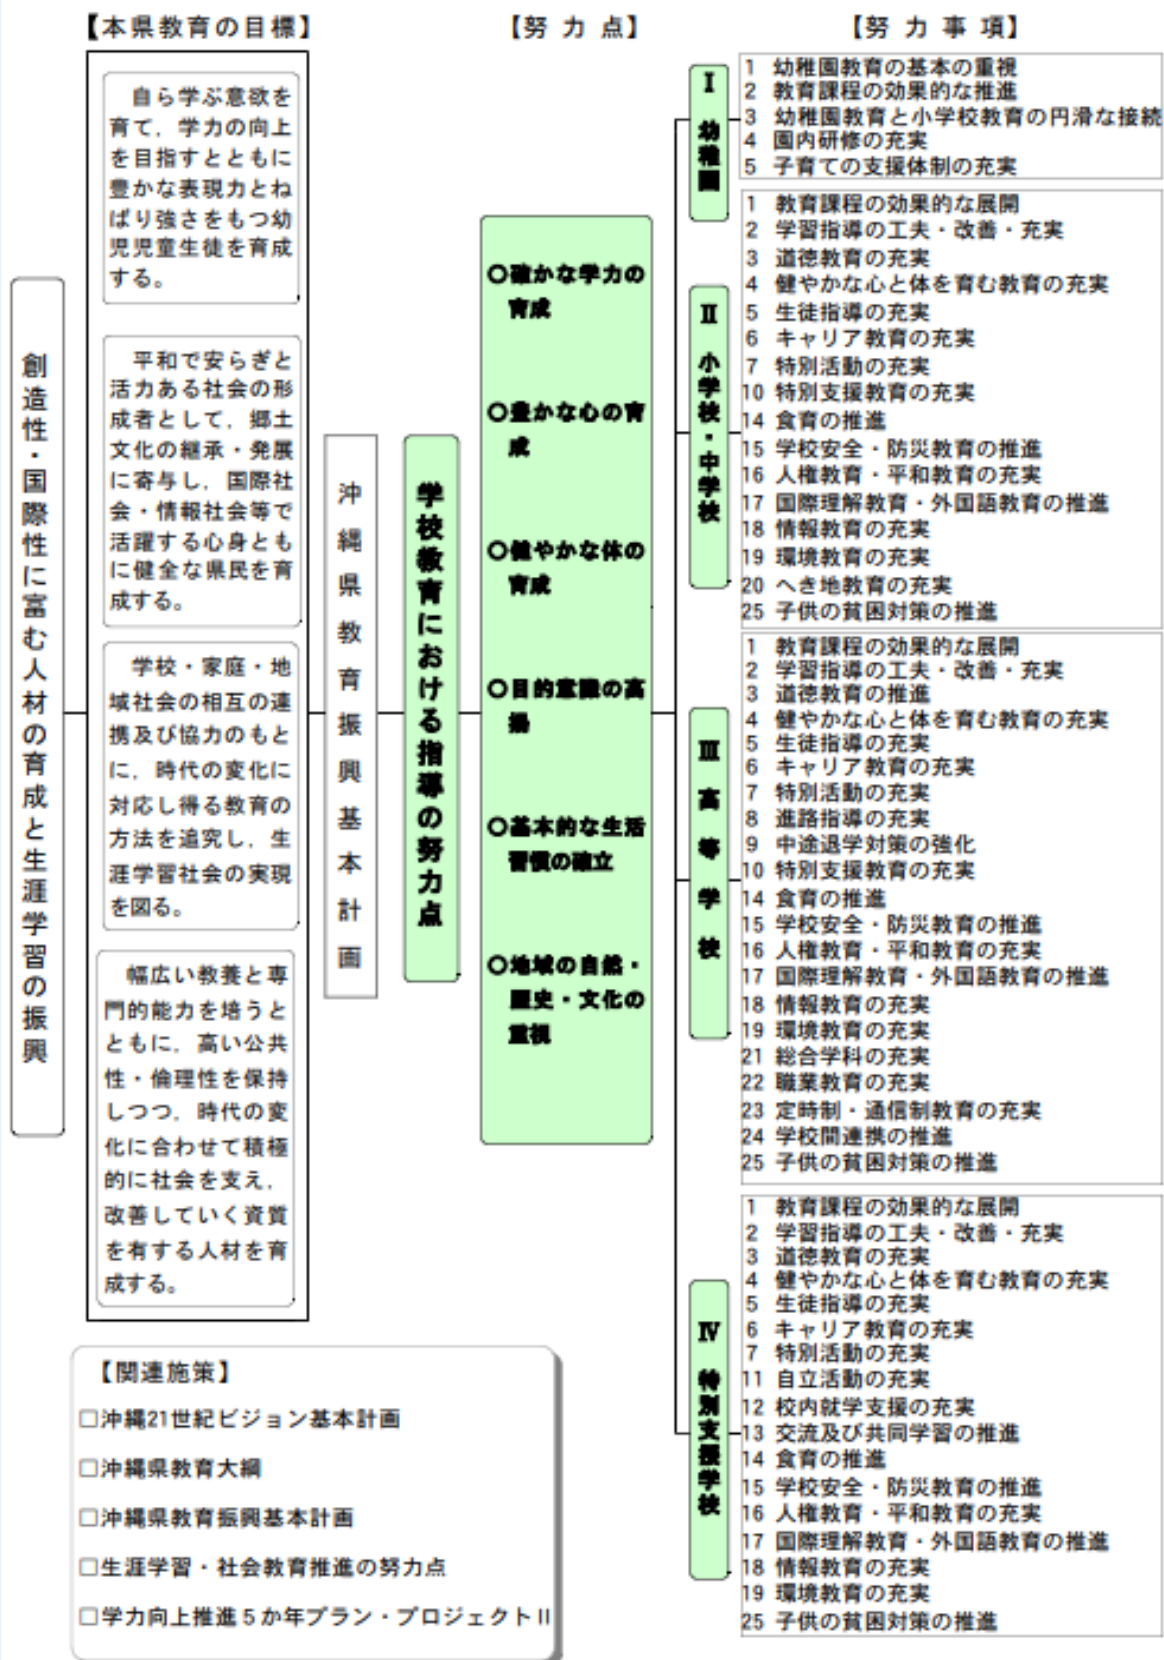 【本県教育の目標】
創造性・国際性に富む人材の育成と生涯学習の振興
自ら学ぶ意欲を
育て，学力の向上
を目指すとともに
豊かな表現力とね
ばり強さをもつ幼
児児童生徒を育成
する。
平和で安らぎと
活力ある社会の形
成者として，郷土
文化の継承・発展
に寄与し，国際社
会・情報社会等で
活躍する心身とも
に健全な県民を育
成する。
学校・家庭・地
域社会の相互の連
携及び協力のもと
に，時代の変化に
対応し得る教育の
方法を追究し，生
涯学習社会の実現
を図る。
幅広い教養と専
門的能力を培うと
ともに，高い公共
性・倫理性を保持
しつつ，時代の変
化に合わせて積極
的に社会を支え，
改善していく資質
を有する人材を育
成する。
沖縄県教育振興基本計画
学校教育における指導の努力点
【努 力 点】
〇確かな学力の
育成
〇豊かな心の育
成
〇健やかな体の
育成
〇目的意識の高
揚
〇基本的な生活
習慣の確立
〇地域の自然・
歴史・文化の
重視
【努 力 事 項】
Ⅰ 幼稚園
1 幼稚園教育の基本の重視
2 教育課程の効果的な推進
3 幼稚園教育と小学校教育の円滑な接続
4 園内研修の充実
5 子育ての支援体制の充実
Ⅱ 小学校・中学校
1 教育課程の効果的な展開
2 学習指導の工夫・改善・充実
3 道徳教育の充実
4 健やかな心と体を育む教育の充実
5 生徒指導の充実
6 キャリア教育の充実
7 特別活動の充実
10 特別支援教育の充実
14 食育の推進
15 学校安全・防災教育の推進
16 人権教育・平和教育の充実
17 国際理解教育・外国語教育の推進
18 情報教育の充実
19 環境教育の充実
20 へき地教育の充実
25 子供の貧困対策の推進
Ⅲ 高等学校
1 教育課程の効果的な展開
2 学習指導の工夫・改善・充実
3 道徳教育の推進
4 健やかな心と体を育む教育の充実
5 生徒指導の充実
6 キャリア教育の充実
7 特別活動の充実
8 進路指導の充実
9 中途退学対策の強化
10 特別支援教育の充実
14 食育の推進
15 学校安全・防災教育の推進
16 人権教育・平和教育の充実
17 国際理解教育・外国語教育の推進
18 情報教育の充実
19 環境教育の充実
21 総合学科の充実
22 職業教育の充実
23 定時制・通信制教育の充実
24 学校間連携の推進
25 子供の貧困対策の推進
Ⅳ 特別支援学校
1 教育課程の効果的な展開
2 学習指導の工夫・改善・充実
3 道徳教育の充実
4 健やかな心と体を育む教育の充実
5 生徒指導の充実
6 キャリア教育の充実
7 特別活動の充実
11 自立活動の充実
12 校内就学支援の充実
13 交流及び共同学習の推進
14 食育の推進
15 学校安全・防災教育の推進
16 人権教育・平和教育の充実
17 国際理解教育・外国語教育の推進
18 情報教育の充実
19 環境教育の充実
25 子供の貧困対策の推進
【関連施策】
□沖縄21世紀ビジョン基本計画
□沖縄県教育大綱
□沖縄県教育振興基本計画
□生涯学習・社会教育推進の努力点
□学力向上推進５か年プラン・プロジェクトⅡ